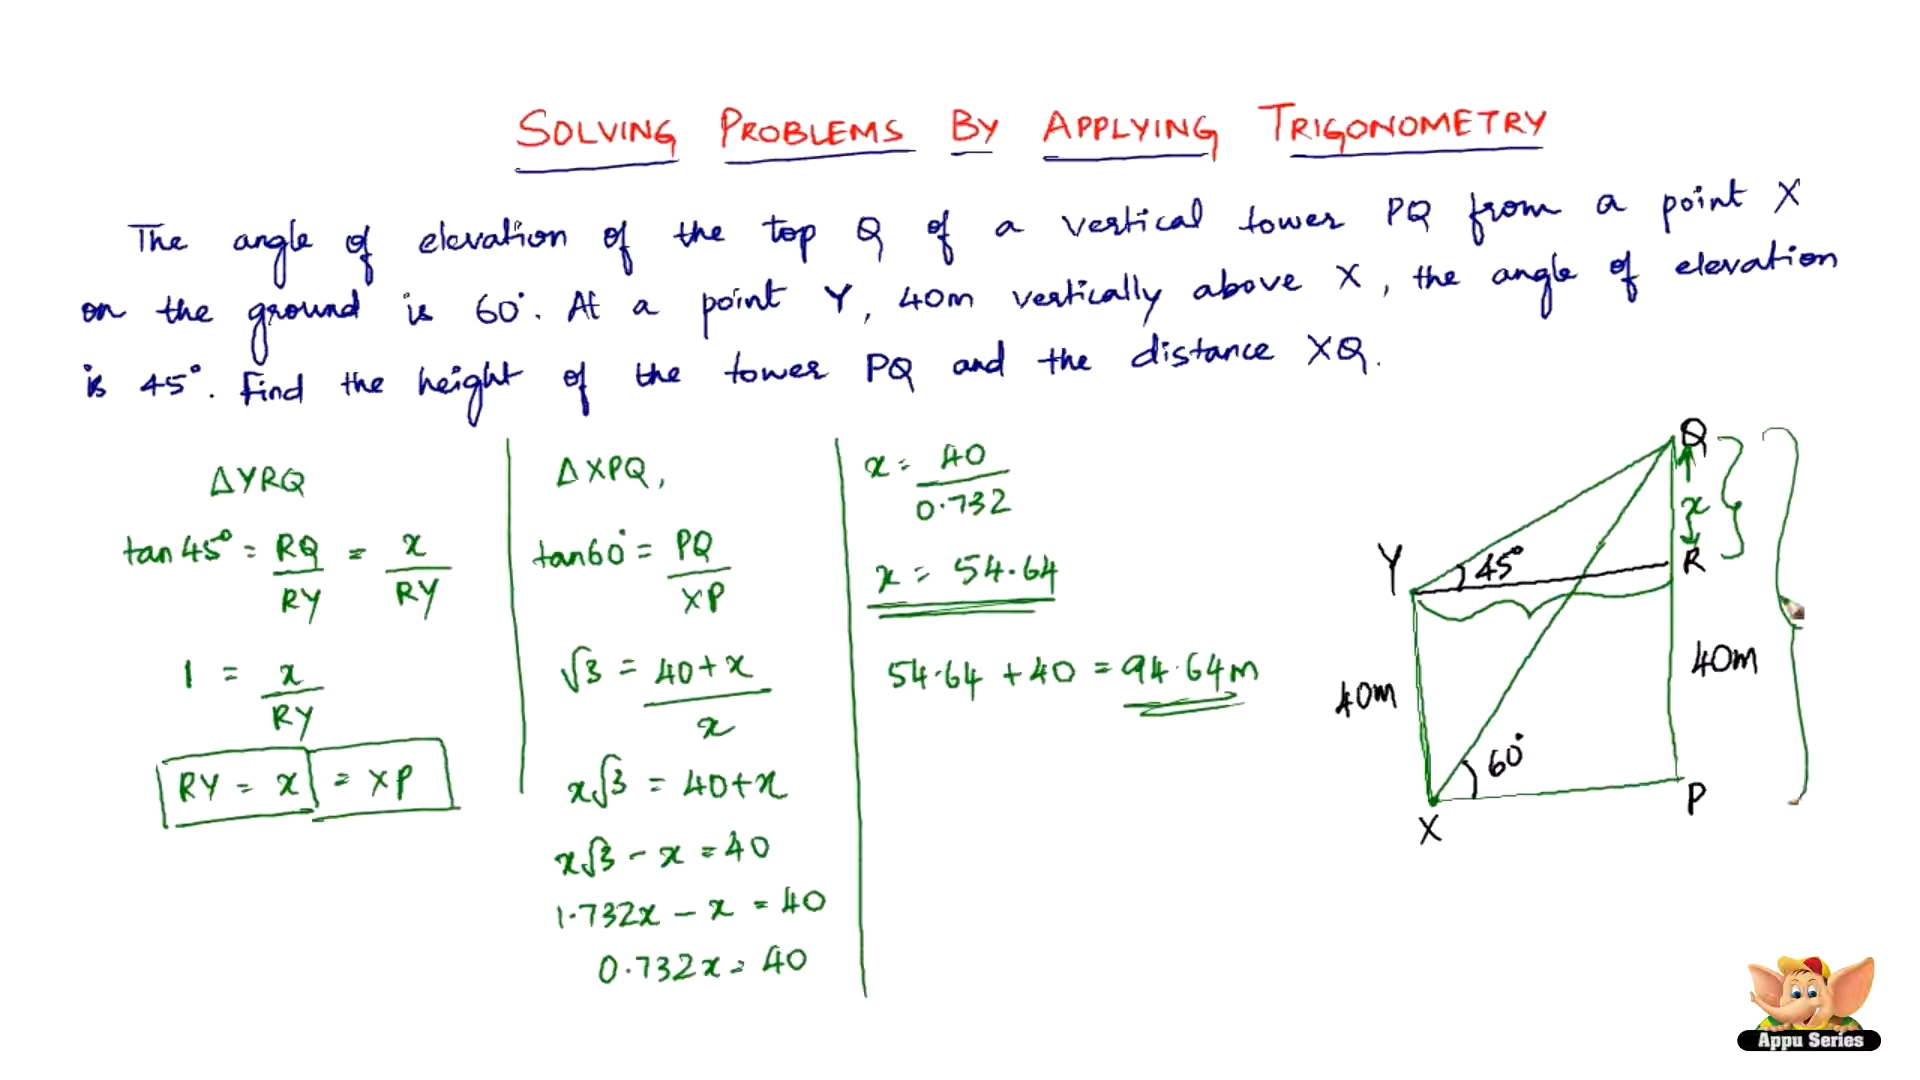 SOLVING PROBLEMS BY APPLYING TRIGONOMETRY
The angle of elevation of the top Q of a vertical tower PQ from a point X
on the ground is 60°. At a point Y, 40m vertically above X, the angle of elevation
is 45°. Find the height of the tower PQ and the distance XQ.
ΔYRQ
tan 45° = RQ/RY = x/RY
1 = x/RY
RY = x = XP
ΔXPQ,
tan 60° = PQ/XP
√3 = 40+x/x
x√3 = 40+x
x√3 - x = 40
1.732x - x = 40
0.732x = 40
x = 40/0.732
x = 54.64
54.64 + 40 = 94.64m
Q
x
R
Y
45°
40m
40m
60°
P
X
Appu Series